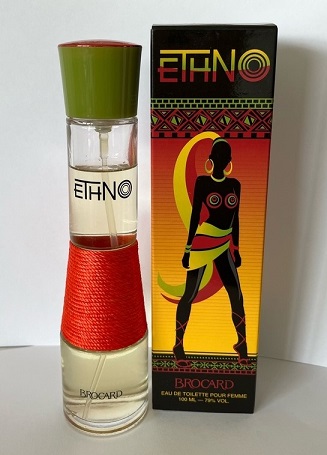 ETHNO
BROCARD
ETHNO
BROCARD
EAU DE TOILETTE POUR FEMME
100 ML — 79% VOL.